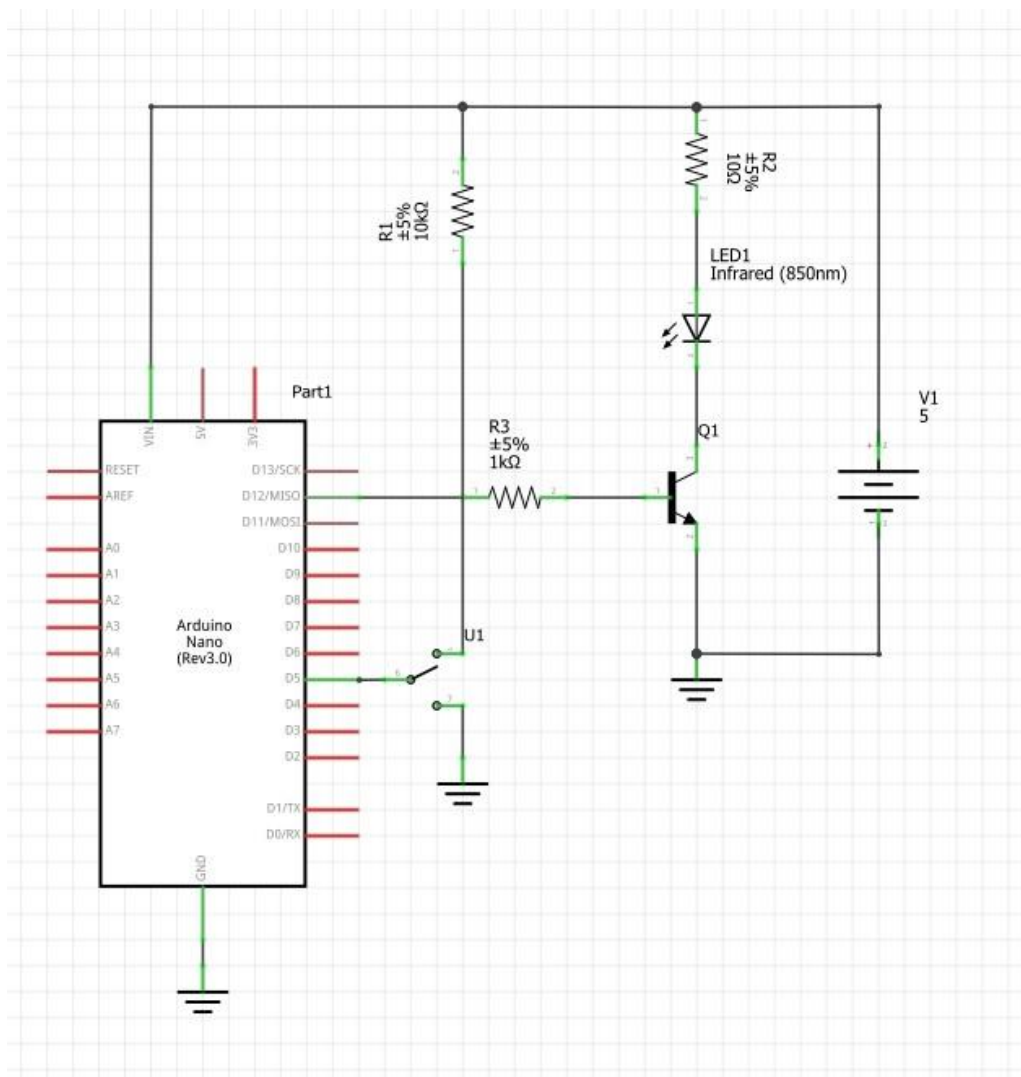 R1
±5%
10kΩ
R2
±5%
10Ω
LED1
Infrared (850nm)
Part1
V1
5
R3
±5%
1kΩ
Q1
VIN
5V
3V3
RESET
AREF
A0
A1
A2
A3
A4
A5
A6
A7
Arduino
Nano
(Rev3.0)
D13/SCK
D12/MISO
D11/MOSI
D10
D9
D8
D7
D6
D5
D4
D3
D2
D1/TX
D0/RX
GND
U1